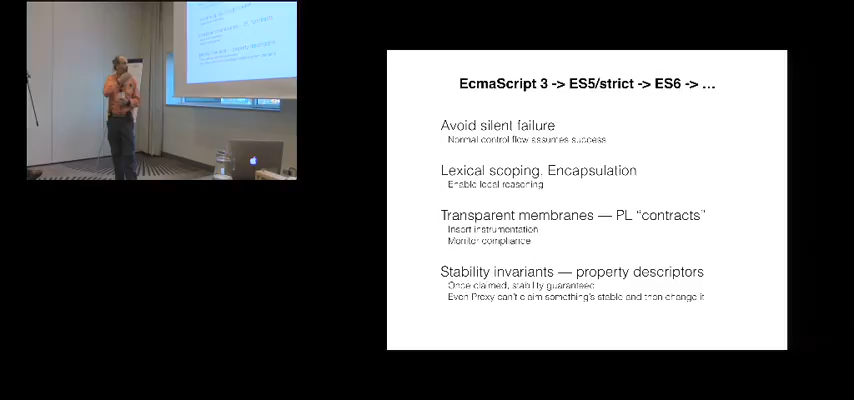 EcmaScript 3 -> ES5/strict -> ES6 -> ...
Avoid silent failure
Normal control flow assumes success
Lexical scoping. Encapsulation
Enable local reasoning
Transparent membranes — PL “contracts”
Insert instrumentation
Monitor compliance
Stability invariants — property descriptors
Once claimed, stability guaranteed
Even Proxy can't claim something's stable and then change it